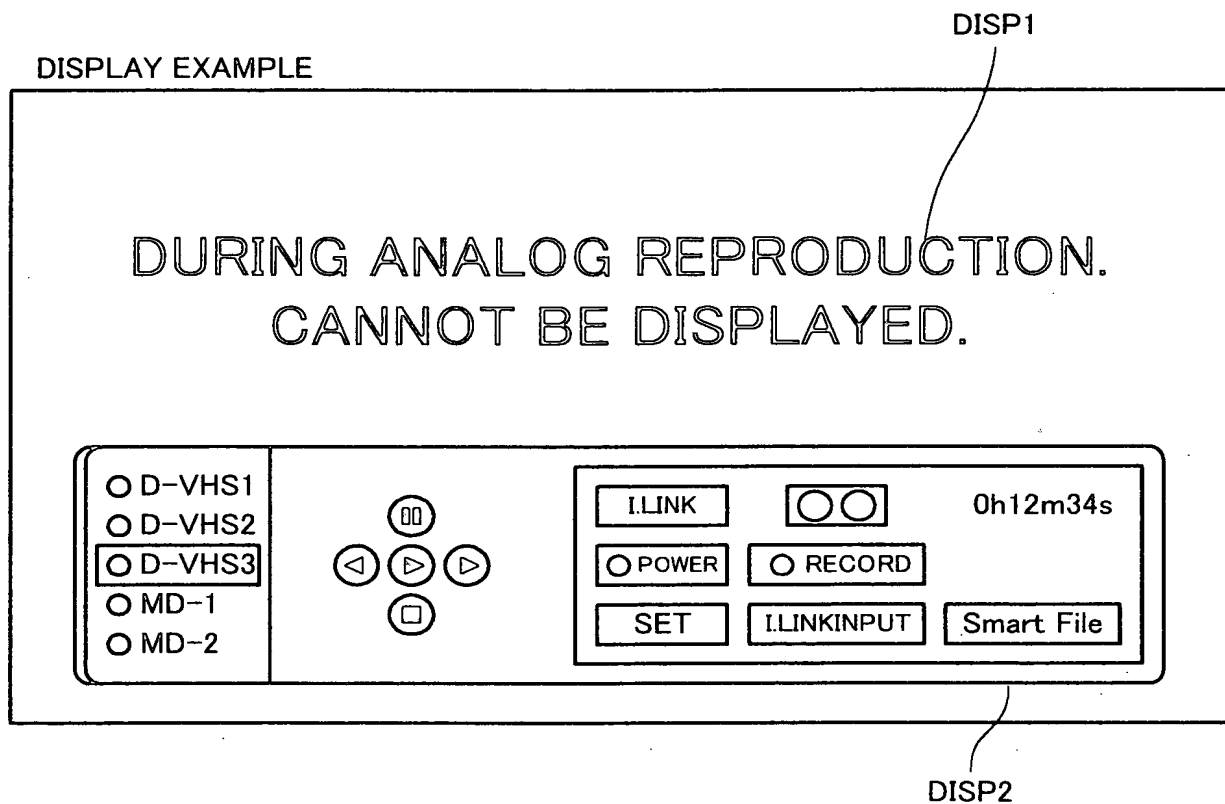 DISP1
DISPLAY EXAMPLE
DURING ANALOG REPRODUCTION.
CANNOT BE DISPLAYED.
D-VHS1
D-VHS2
D-VHS3
MD-1
MD-2
I.LINK
0h12m34s
POWER
RECORD
SET
I.LINKINPUT
Smart File
DISP2